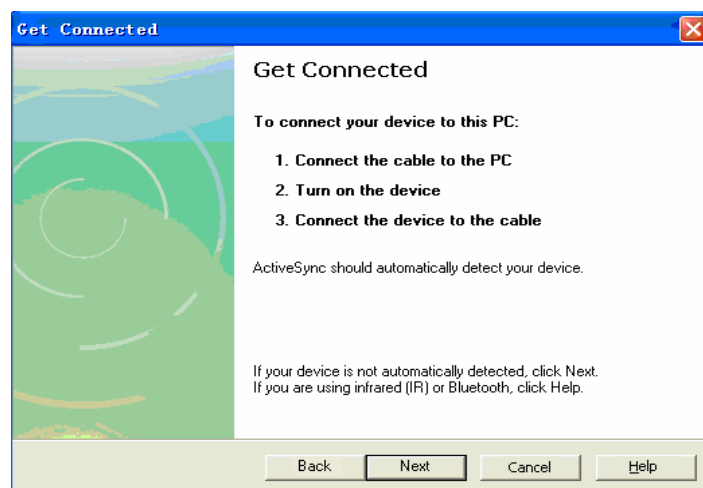 Get Connected
Get Connected
To connect your device to this PC:
1. Connect the cable to the PC
2. Turn on the device
3. Connect the device to the cable
ActiveSync should automatically detect your device.
If your device is not automatically detected, click Next.
If you are using infrared (IR) or Bluetooth, click Help.
Back Next Cancel Help